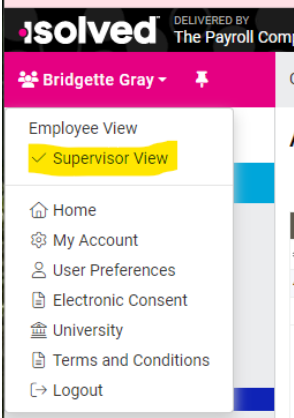 isolved DELIVERED BY
The Payroll Com
Bridgette Gray
Employee View
Supervisor View
Home
My Account
User Preferences
Electronic Consent
University
Terms and Conditions
Logout